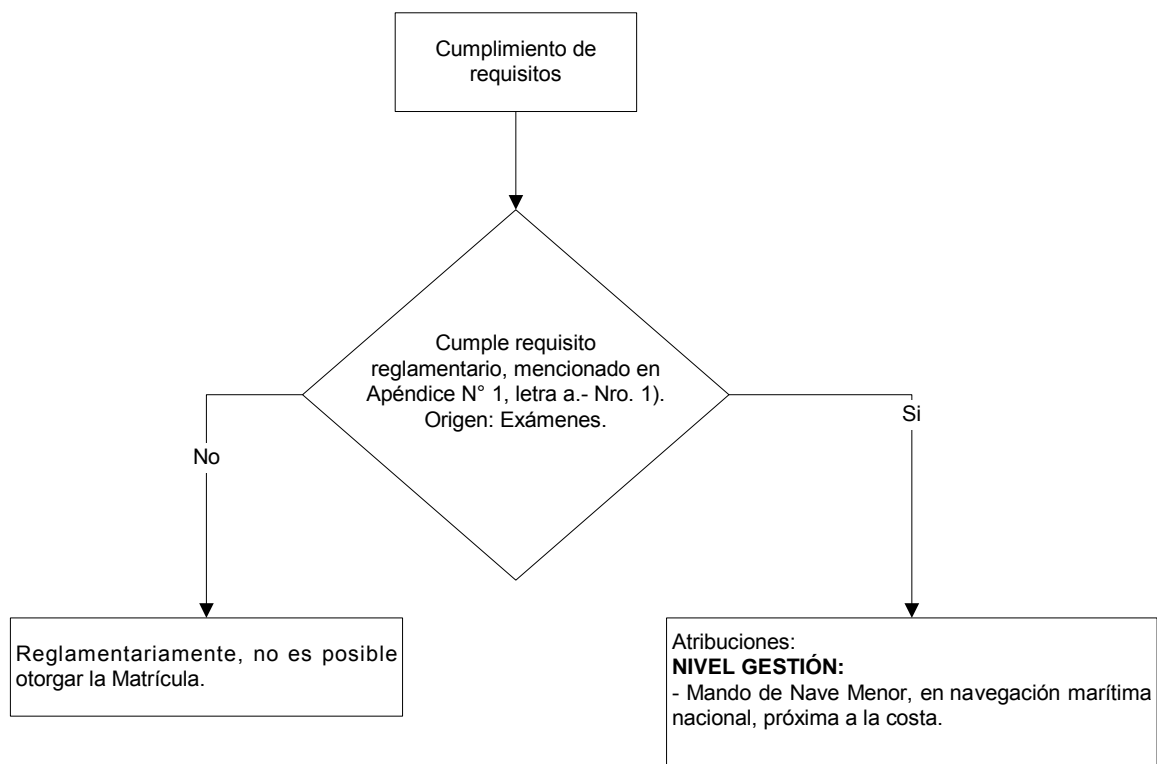 Cumplimiento de
requisitos
Cumple requisito
reglamentario, mencionado en
Apéndice N° 1, letra a.- Nro. 1).
Origen: Exámenes.
No
Si
Reglamentariamente, no es posible
otorgar la Matrícula.
Atribuciones:
NIVEL GESTIÓN:
- Mando de Nave Menor, en navegación marítima
nacional, próxima a la costa.